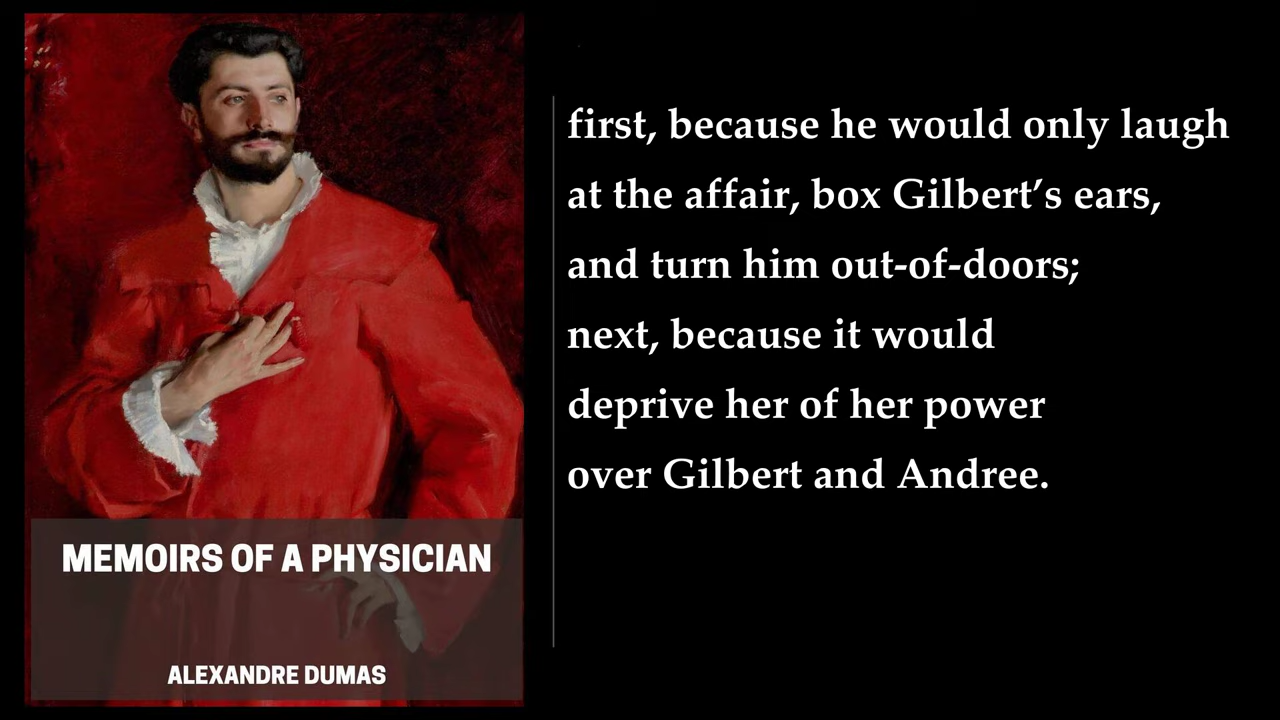 MEMOIRS OF A PHYSICIAN
ALEXANDRE DUMAS
first, because he would only laugh
at the affair, box Gilbert’s ears,
and turn him out-of-doors;
next, because it would
deprive her of her power
over Gilbert and Andree.